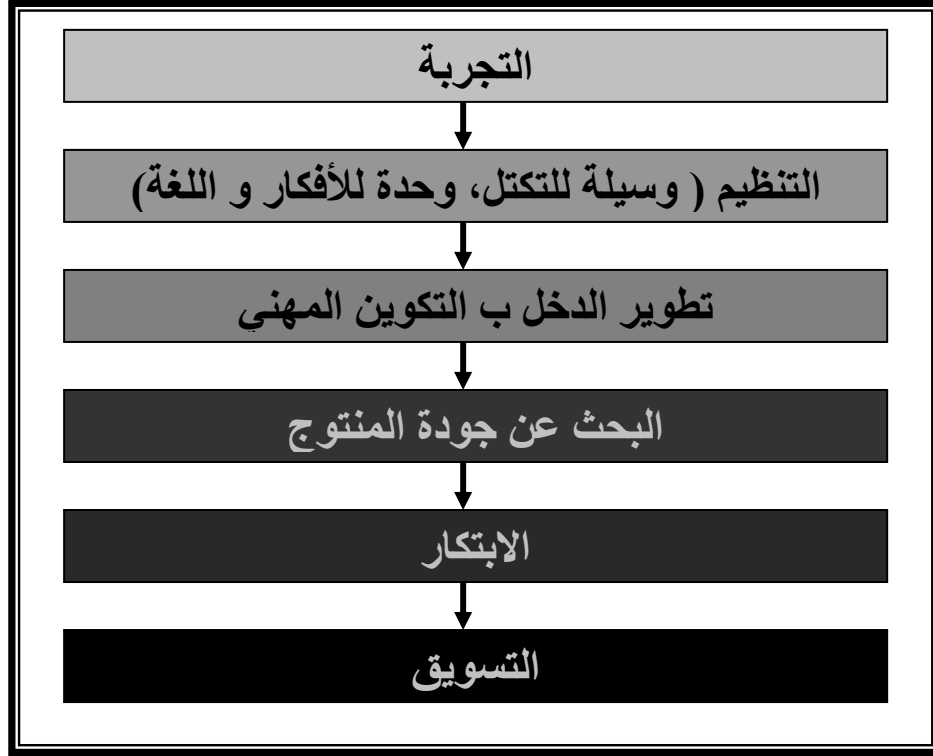 التجربة
التنظيم ( وسيلة للتكتل، وحدة للأفكار و اللغة)
تطوير الدخل ب التكوين المهني
البحث عن جودة المنتوج
الابتكار
التسويق